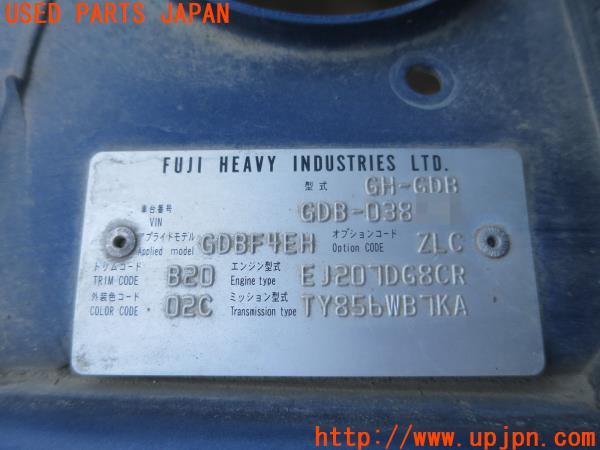 USED PARTS JAPAN
FUJI HEAVY INDUSTRIES LTD.
型式 GH-GDB
車台番号 VIN GDB-038
アプライドモデル Applied model GDBF4EH オプションコード Option CODE ZLC
トリムコード TRIM CODE B20 エンジン型式 Engine type EJ207DG8CR
外装色コード COLOR CODE 02C ミッション型式 Transmission type TY856WB7KA
UPJ
https://www.upjpn.com/